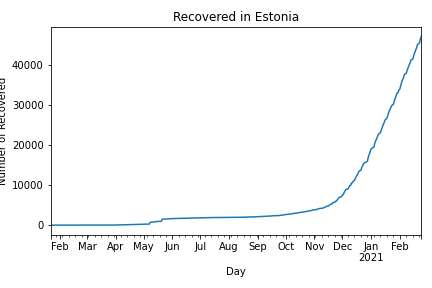 Recovered in Estonia
Number of Recovered
40000
30000
20000
10000
0
Feb Mar Apr May Jun Jul Aug Sep Oct Nov Dec Jan Feb
2021
Day